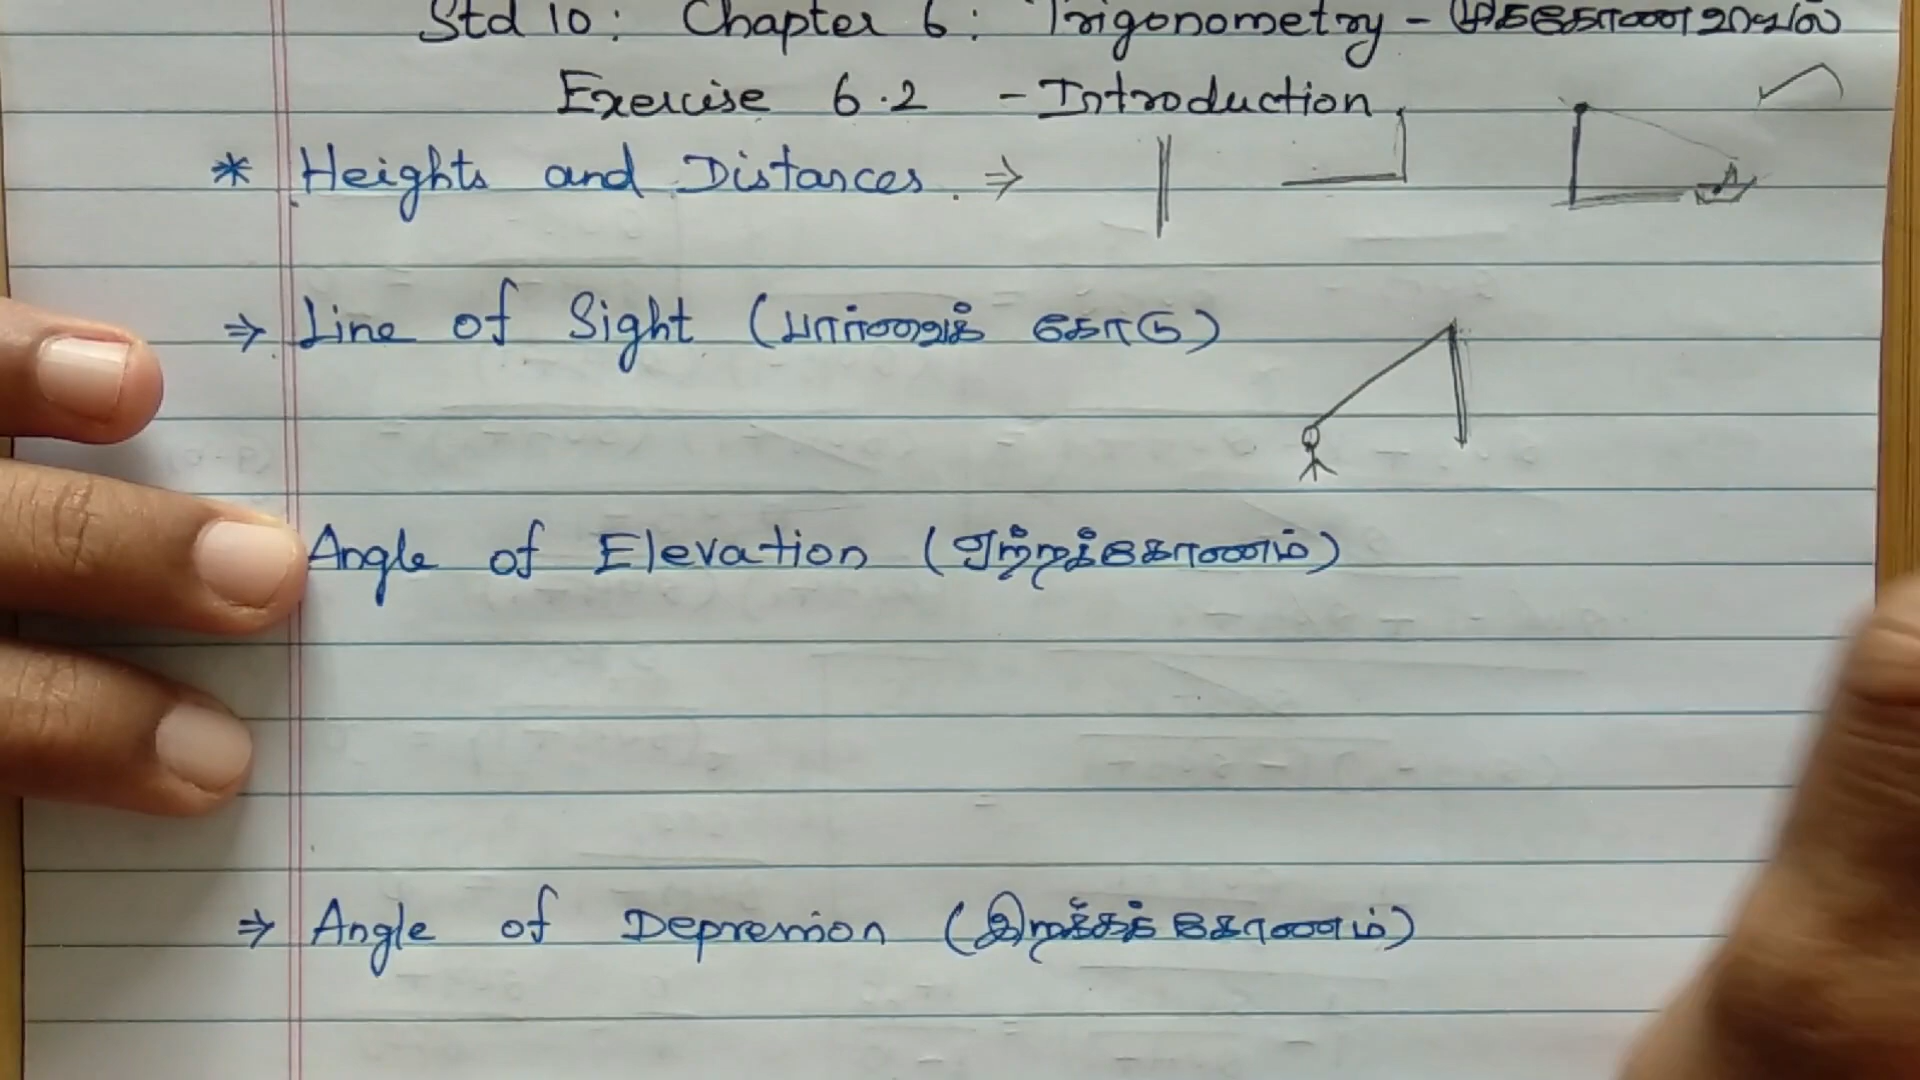 Std 10: Chapter 6: Trigonometry - முக்கோணவியல்
Exercise 6.2 - Introduction
* Heights and Distances. ⇒
⇒ Line of Sight (பார்வைக் கோடு)
Angle of Elevation (ஏற்றக்கோணம்)
⇒ Angle of Depression (இறக்கக் கோணம்)